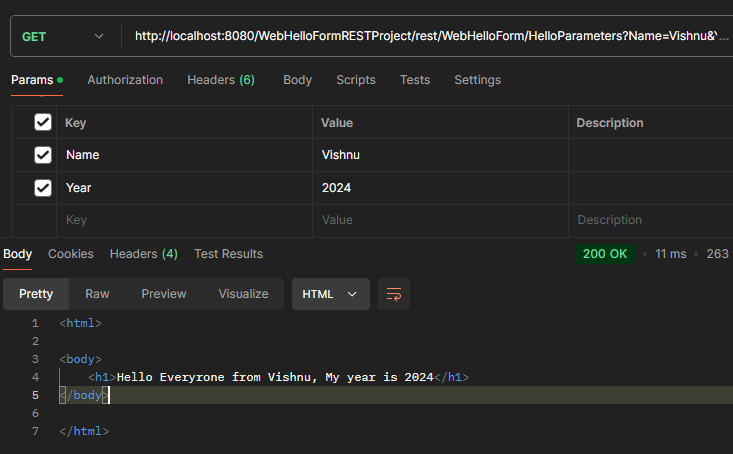 GET http://localhost:8080/WebHelloFormRESTProject/rest/WebHelloForm/HelloParameters?Name=Vishnu& ...
Params Authorization Headers (6) Body Scripts Tests Settings
Key Value Description
Name Vishnu
Year 2024
Key Value Description
Body Cookies Headers (4) Test Results 200 OK • 11 ms • 263
Pretty Raw Preview Visualize HTML
1 <html>
2
3 <body>
4 <h1>Hello Everyrone from Vishnu, My year is 2024</h1>
5 </body>
6
7 </html>